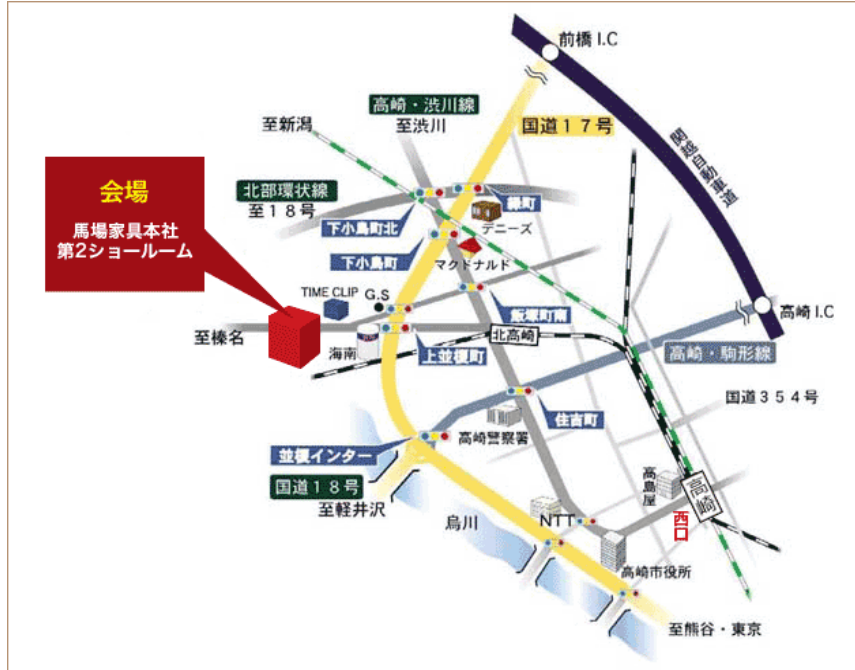 前橋 I.C
高崎・渋川線
至渋川
至新潟
国道17号
関越自動車道
会場
馬場家具本社
第2ショールーム
北部環状線
至18号
緑町
下小鳥町北
デニーズ
下小鳥町
マクドナルド
TIME CLIP
G.S
飯塚町南
高崎 I.C
至榛名
海南
上並榎町
北高崎
高崎・駒形線
国道354号
住吉町
高崎警察署
並榎インター
国道18号
至軽井沢
烏川
NTT
高島屋
高崎
西口
高崎市役所
至熊谷・東京